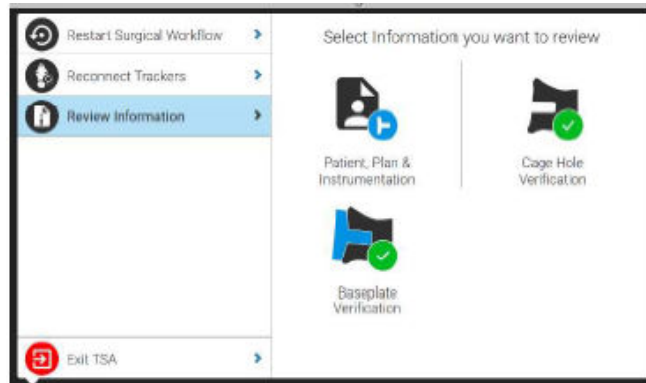 Restart Surgical Workflow
Reconnect Trackers
Review Information
Exit TSA
Select Information you want to review
Patient, Plan &
Instrumentation
Cage Hole
Verification
Baseplate
Verification